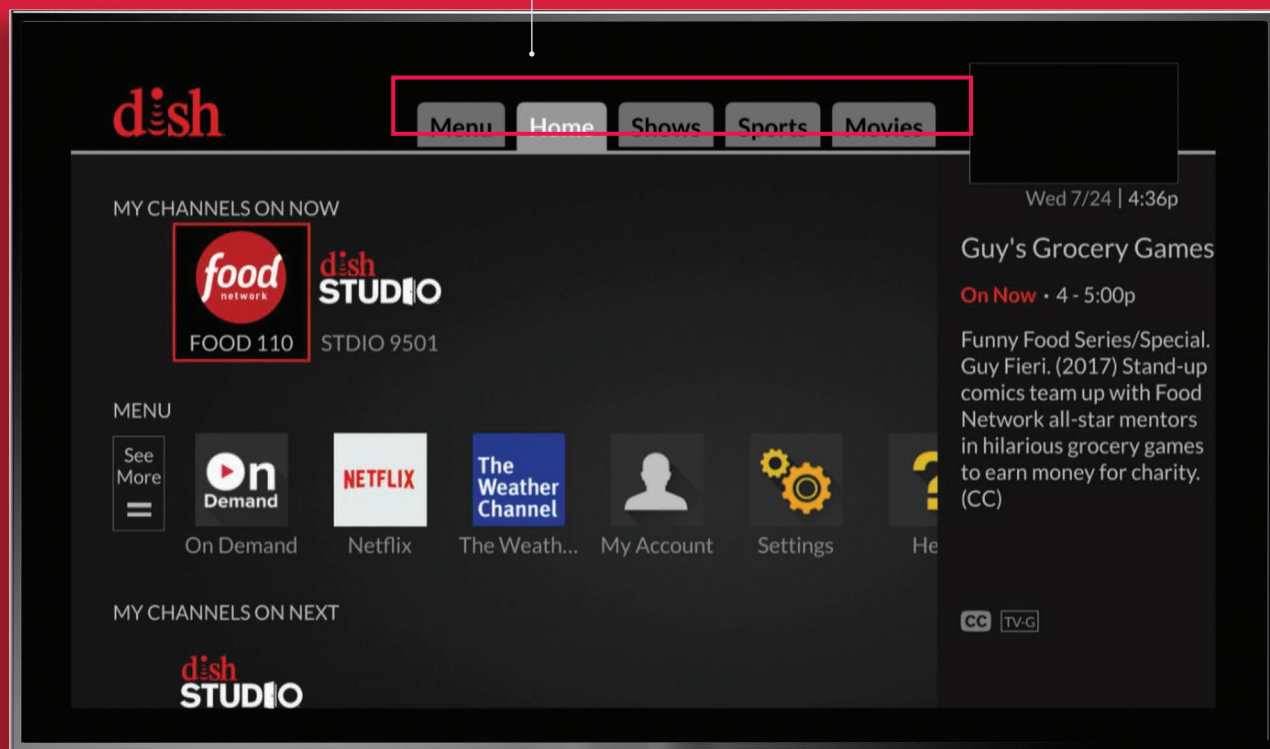 dish
Menu Home Shows Sports Movies
Wed 7/24 | 4:36p
MY CHANNELS ON NOW
food
network
FOOD 110
dish
STUDIO
STDIO 9501
MENU
See
More
On
Demand
On Demand
NETFLIX
Netflix
The
Weather
Channel
The Weath...
My Account
Settings
?
He
MY CHANNELS ON NEXT
dish
STUDIO
Guy's Grocery Games
On Now • 4 - 5:00p
Funny Food Series/Special.
Guy Fieri. (2017) Stand-up
comics team up with Food
Network all-star mentors
in hilarious grocery games
to earn money for charity.
(CC)
CC TV-G